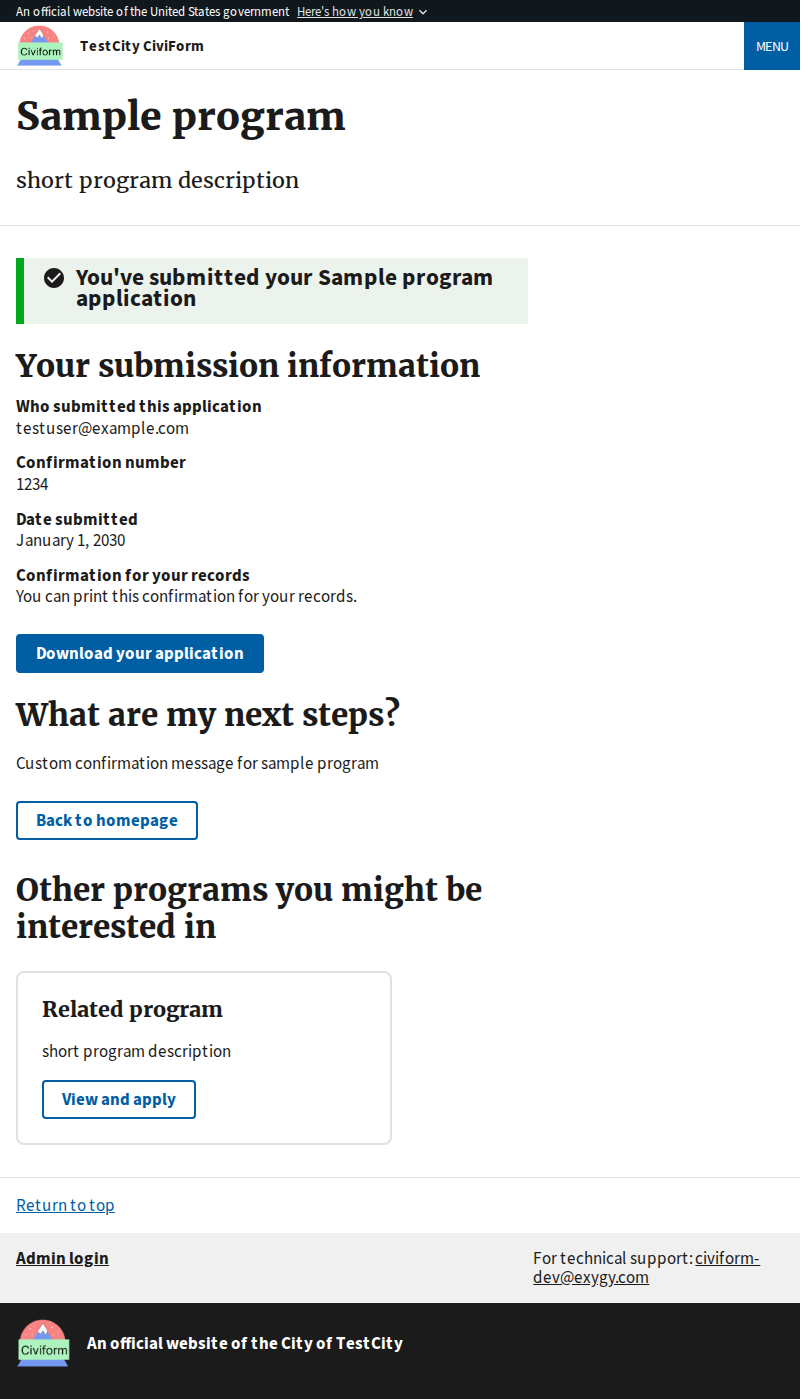 An official website of the United States government Here's how you know
Civiform
TestCity CiviForm
MENU
Sample program
short program description
You've submitted your Sample program
application
Your submission information
Who submitted this application
testuser@example.com
Confirmation number
1234
Date submitted
January 1, 2030
Confirmation for your records
You can print this confirmation for your records.
Download your application
What are my next steps?
Custom confirmation message for sample program
Back to homepage
Other programs you might be
interested in
Related program
short program description
View and apply
Return to top
Admin login
For technical support: civiform-
dev@exygy.com
Civiform
An official website of the City of TestCity